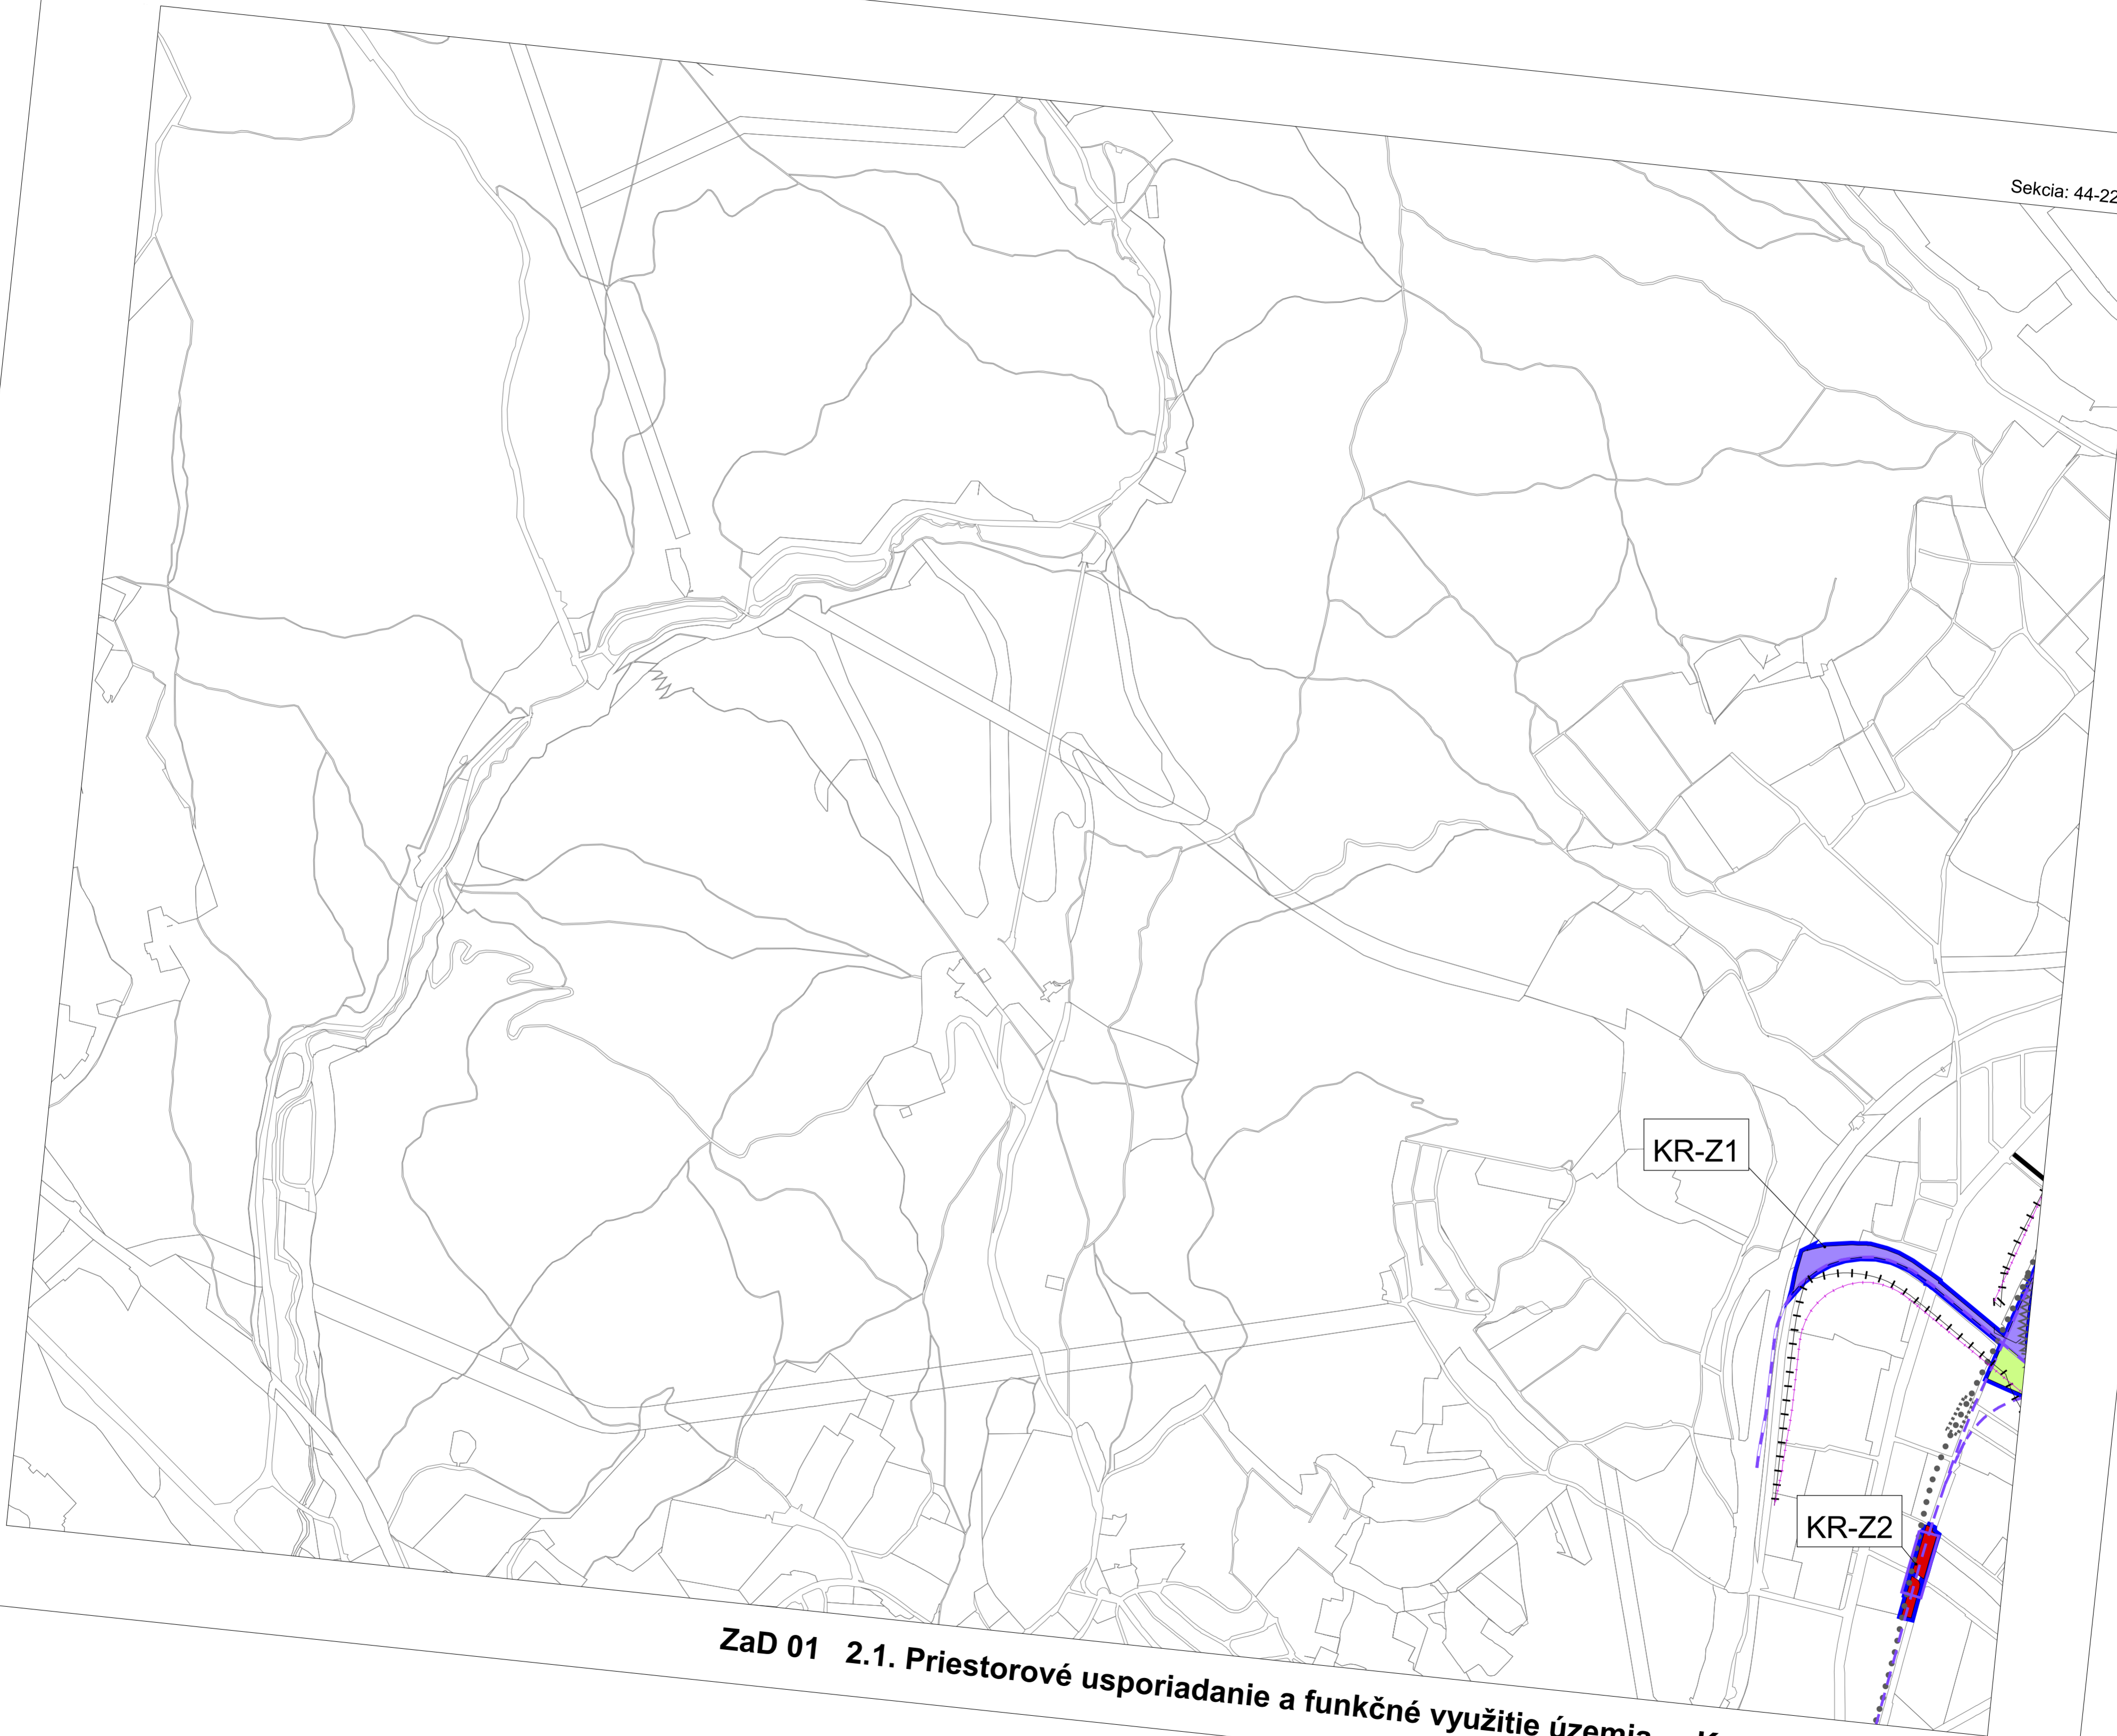 Sekcia: 44-22
KR-Z1
KR-Z2
ZaD 01 2.1. Priestorové usporiadanie a funkčné využitie územia